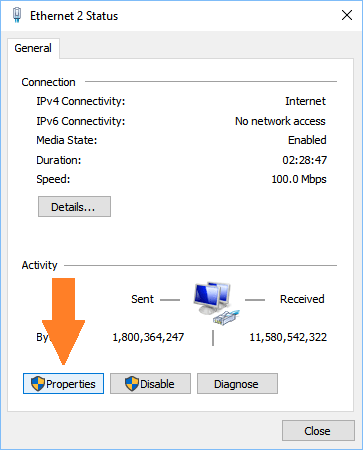 Ethernet 2 Status
General
Connection
IPv4 Connectivity: Internet
IPv6 Connectivity: No network access
Media State: Enabled
Duration: 02:28:47
Speed: 100.0 Mbps
Details...
Activity
Sent Received
1,800,364,247 11,580,542,322
Properties Disable Diagnose
Close